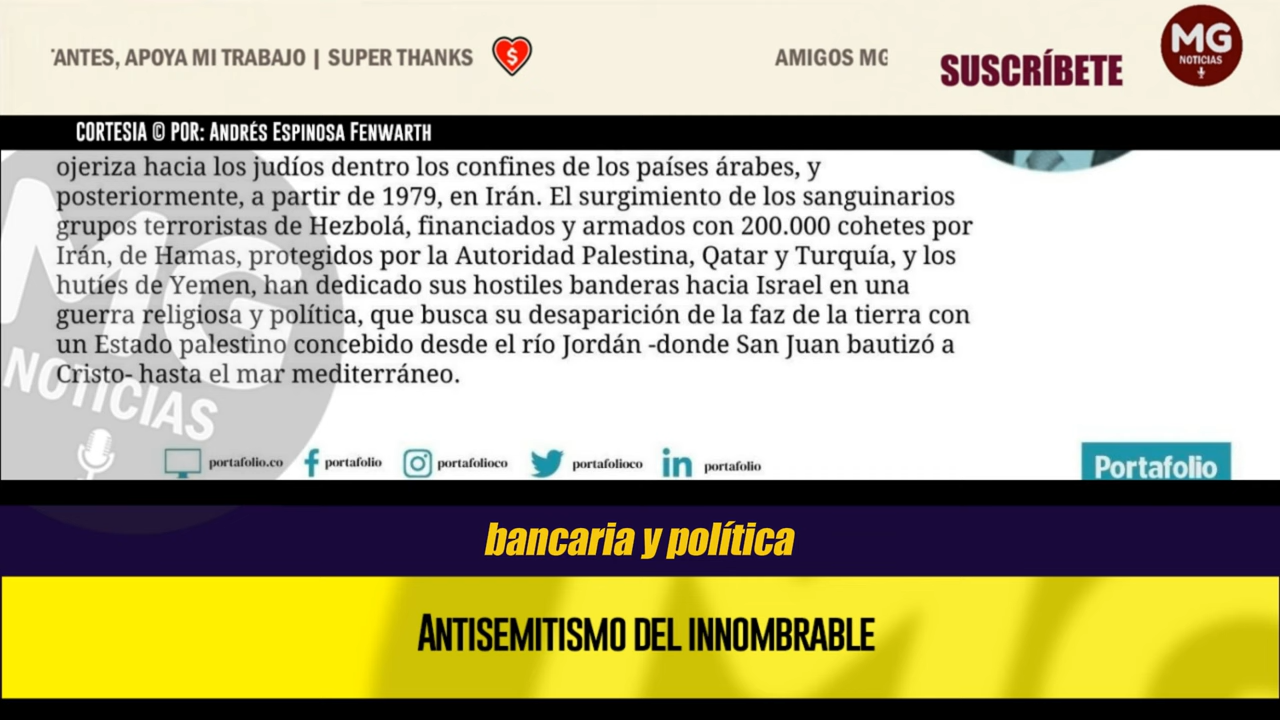 'ANTES, APOYA MI TRABAJO | SUPER THANKS
AMIGOS MG
SUSCRÍBETE
MG
NOTICIAS
CORTESIA © POR: ANDRÉS ESPINOSA FENWARTH
ojeriza hacia los judíos dentro los confines de los países árabes, y
posteriormente, a partir de 1979, en Irán. El surgimiento de los sanguinarios
grupos terroristas de Hezbolá, financiados y armados con 200.000 cohetes por
Irán, de Hamas, protegidos por la Autoridad Palestina, Qatar y Turquía, y los
hutíes de Yemen, han dedicado sus hostiles banderas hacia Israel en una
guerra religiosa y política, que busca su desaparición de la faz de la tierra con
un Estado palestino concebido desde el río Jordán -donde San Juan bautizó a
Cristo- hasta el mar mediterráneo.
MG
NOTICIAS
portafolio.co
portafolio
portafolioco
portafolioco
portafolio
Portafolio
bancaria y política
ANTISEMITISMO DEL INNOMBRABLE